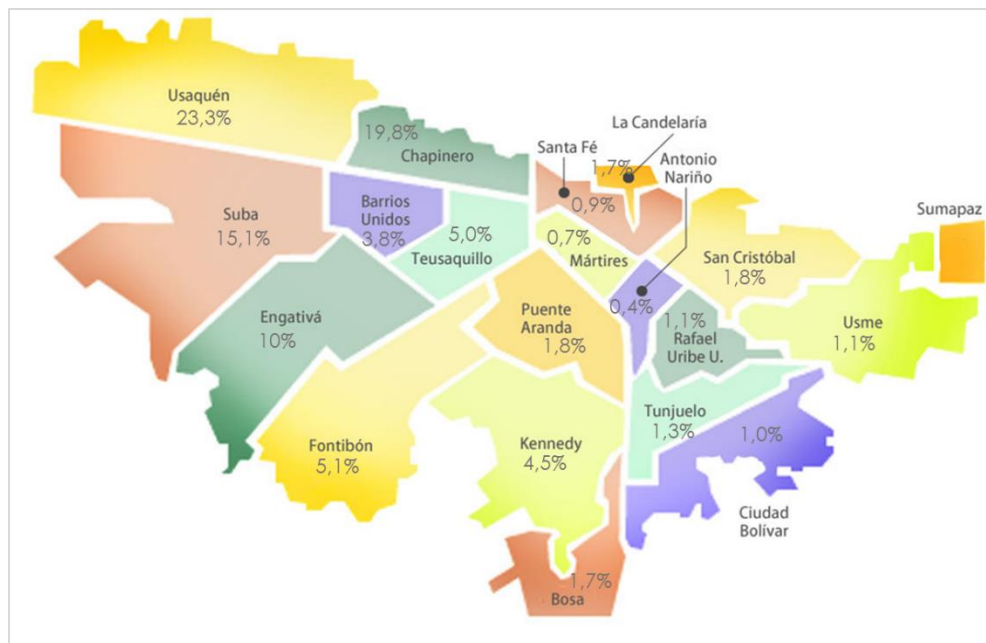 Usaquén
23,3%
19,8%
Chapinero
La Candelaría
Santa Fé
1,7%
Antonio
Nariño
0,9%
Suba
15,1%
Barrios
Unidos
3,8%
5,0%
Teusaquillo
0,7%
Mártires
San Cristóbal
1,8%
Sumapaz
Engativá
10%
Puente
Aranda
1,8%
0,4%
1,1%
Rafael
Uribe U.
Usme
1,1%
Fontibón
5,1%
Kennedy
4,5%
Tunjuelo
1,3%
1,0%
Ciudad
Bolívar
1,7%
Bosa